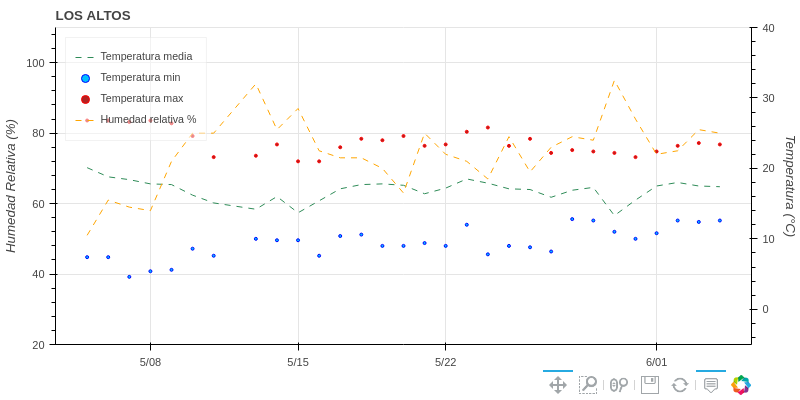 LOS ALTOS
Temperatura media
Temperatura min
Temperatura max
Humedad relativa %
Humedad Relativa (%)
100
80
60
40
20
Temperatura (°C)
40
30
20
10
0
5/08
5/15
5/22
6/01